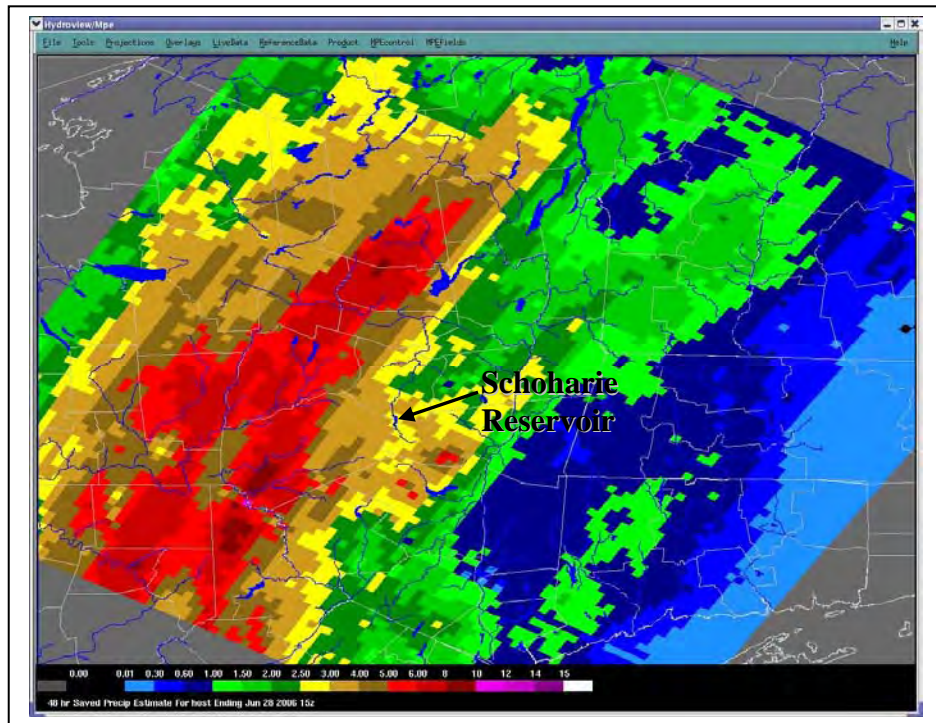 Hydroview/Mpe
File Tools Projections Overlays LiveData ReferenceData Product MPEcontrol MPEfields Help
Schoharie
Reservoir
0.00 0.01 0.30 0.60 1.00 1.50 2.00 2.50 3.00 4.00 5.00 6.00 8 10 12 14 15
48 hr Saved Precip Estimate For host Ending Jun 28 2006 15z